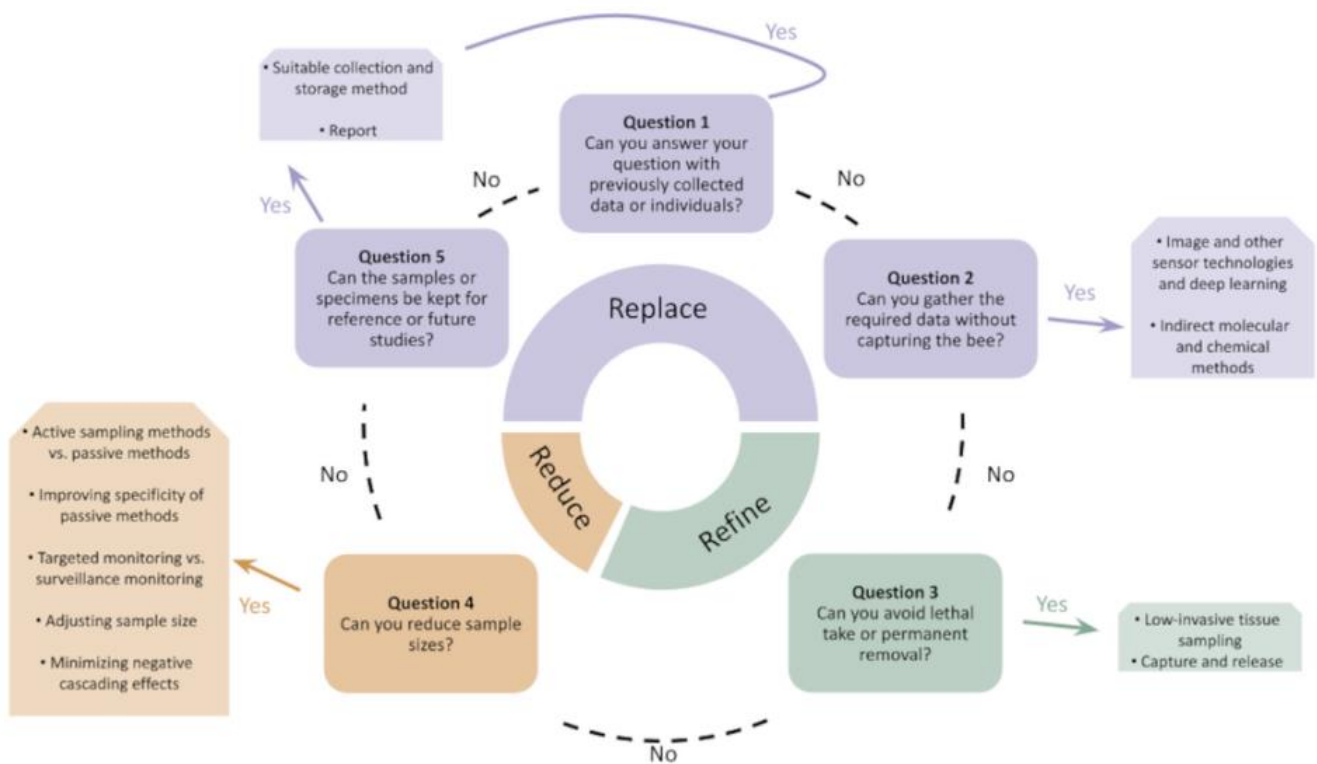 Yes
• Suitable collection and
storage method
• Report
Question 1
Can you answer your
question with
previously collected
data or individuals?
No
No
Yes
Question 5
Can the samples or
specimens be kept for
reference or future
studies?
Replace
Question 2
Can you gather the
required data without
capturing the bee?
Yes
• Image and other
sensor technologies
and deep learning
• Indirect molecular
and chemical
methods
• Active sampling methods
vs. passive methods
• Improving specificity of
passive methods
• Targeted monitoring vs.
surveillance monitoring
• Adjusting sample size
• Minimizing negative
cascading effects
No
Reduce
Refine
No
Yes
Question 4
Can you reduce sample
sizes?
Question 3
Can you avoid lethal
take or permanent
removal?
Yes
• Low-invasive tissue
sampling
• Capture and release
No